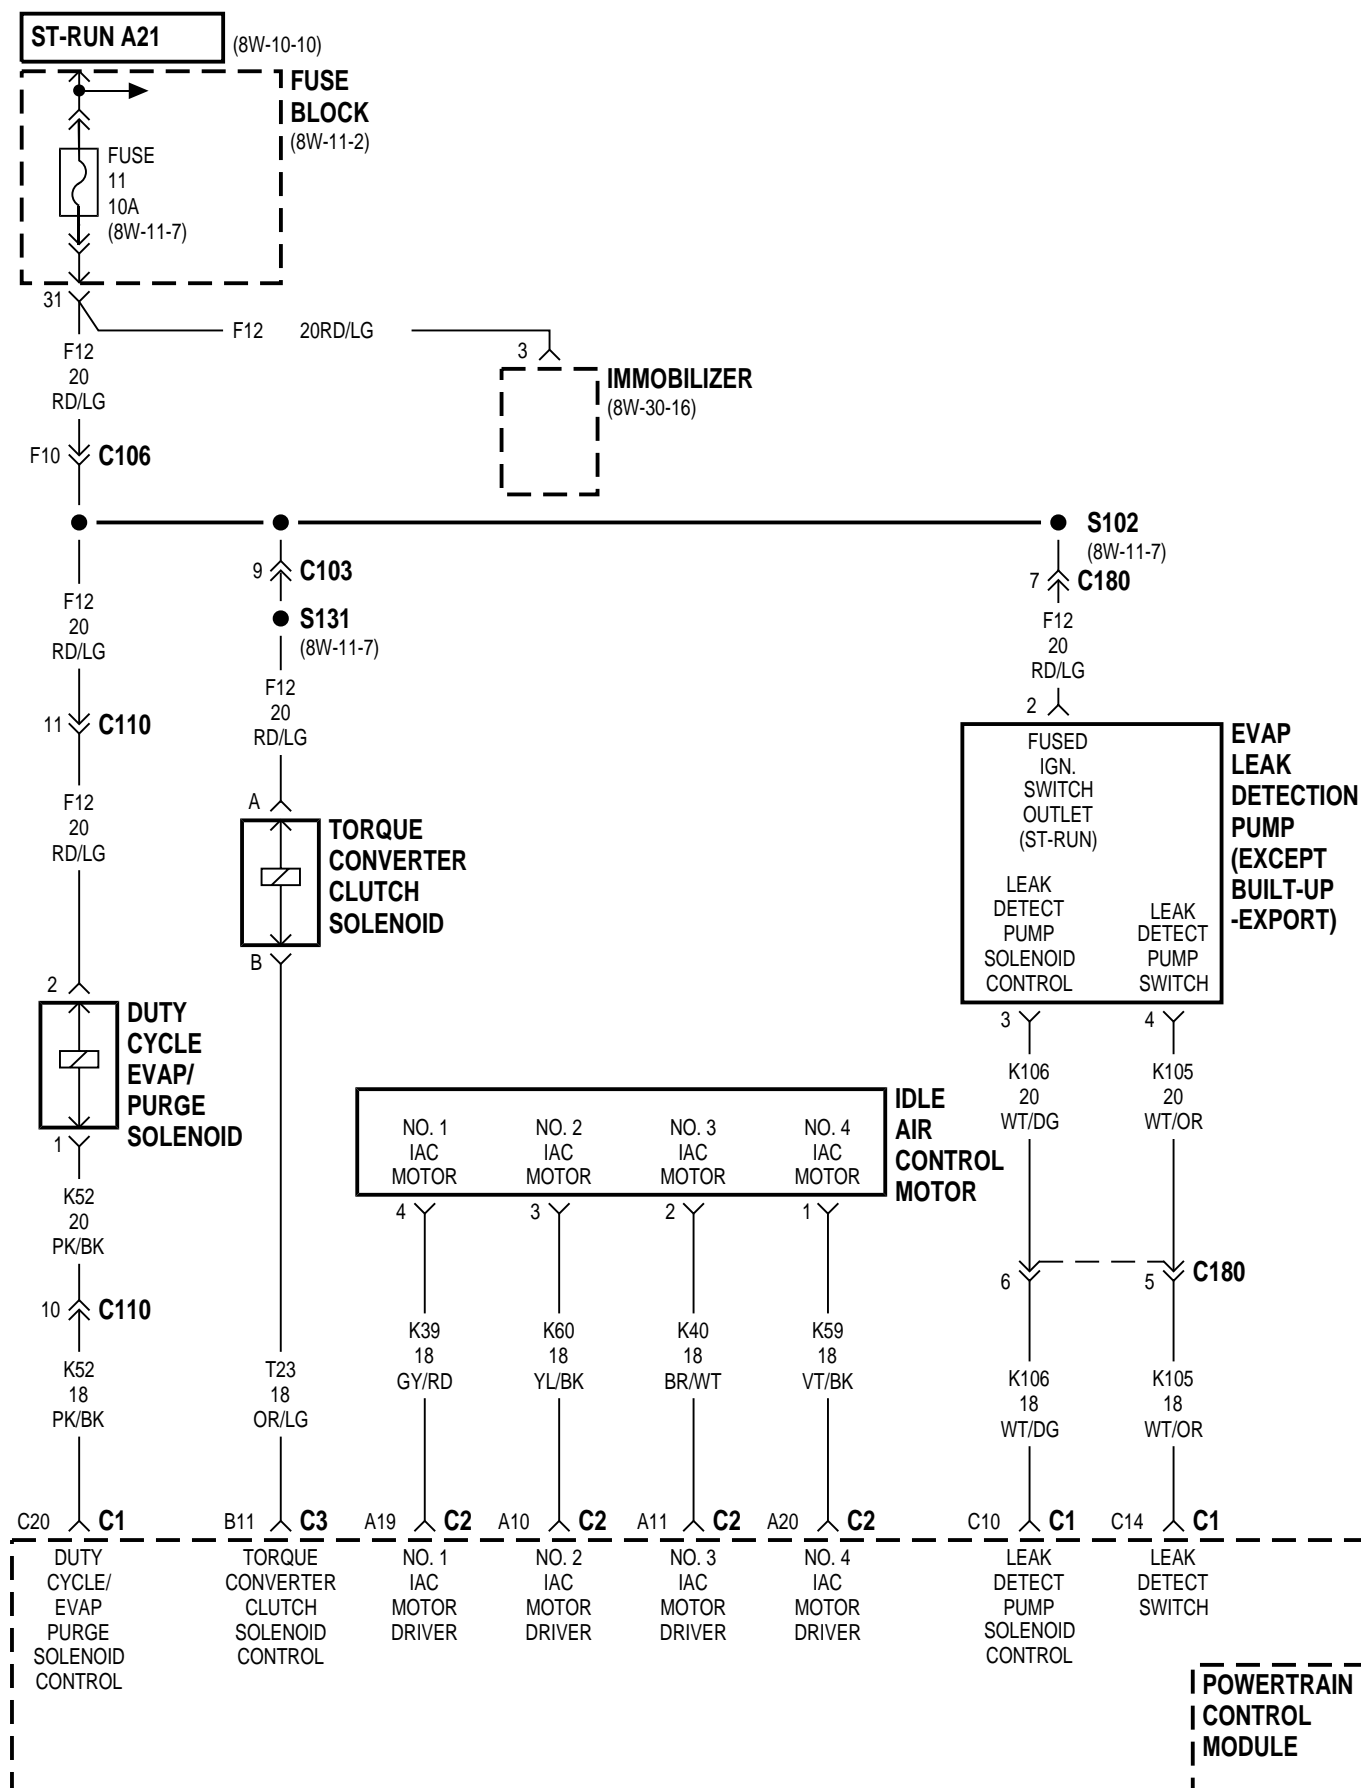 ST-RUN A21
(8W-10-10)
FUSE
BLOCK
(8W-11-2)
FUSE
11
10A
(8W-11-7)
31
F12 20RD/LG
F12
20
RD/LG
3
IMMOBILIZER
(8W-30-16)
F10 C106
S102
(8W-11-7)
9 C103
7 C180
S131
(8W-11-7)
F12
20
RD/LG
F12
20
RD/LG
F12
20
RD/LG
11 C110
2
FUSED
IGN.
SWITCH
OUTLET
(ST-RUN)
EVAP
LEAK
DETECTION
PUMP
(EXCEPT
BUILT-UP
-EXPORT)
F12
20
RD/LG
A
TORQUE
CONVERTER
CLUTCH
SOLENOID
B
LEAK
DETECT
PUMP
SOLENOID
CONTROL
LEAK
DETECT
PUMP
SWITCH
2
DUTY
CYCLE
EVAP/
PURGE
SOLENOID
1
3
4
K106
20
WT/DG
K105
20
WT/OR
NO. 1
IAC
MOTOR
NO. 2
IAC
MOTOR
NO. 3
IAC
MOTOR
NO. 4
IAC
MOTOR
IDLE
AIR
CONTROL
MOTOR
4
3
2
1
K52
20
PK/BK
10 C110
6
5 C180
K52
18
PK/BK
T23
18
OR/LG
K39
18
GY/RD
K60
18
YL/BK
K40
18
BR/WT
K59
18
VT/BK
K106
18
WT/DG
K105
18
WT/OR
C20 C1
B11 C3
A19 C2
A10 C2
A11 C2
A20 C2
C10 C1
C14 C1
DUTY
CYCLE/
EVAP
PURGE
SOLENOID
CONTROL
TORQUE
CONVERTER
CLUTCH
SOLENOID
CONTROL
NO. 1
IAC
MOTOR
DRIVER
NO. 2
IAC
MOTOR
DRIVER
NO. 3
IAC
MOTOR
DRIVER
NO. 4
IAC
MOTOR
DRIVER
LEAK
DETECT
PUMP
SOLENOID
CONTROL
LEAK
DETECT
SWITCH
POWERTRAIN
CONTROL
MODULE